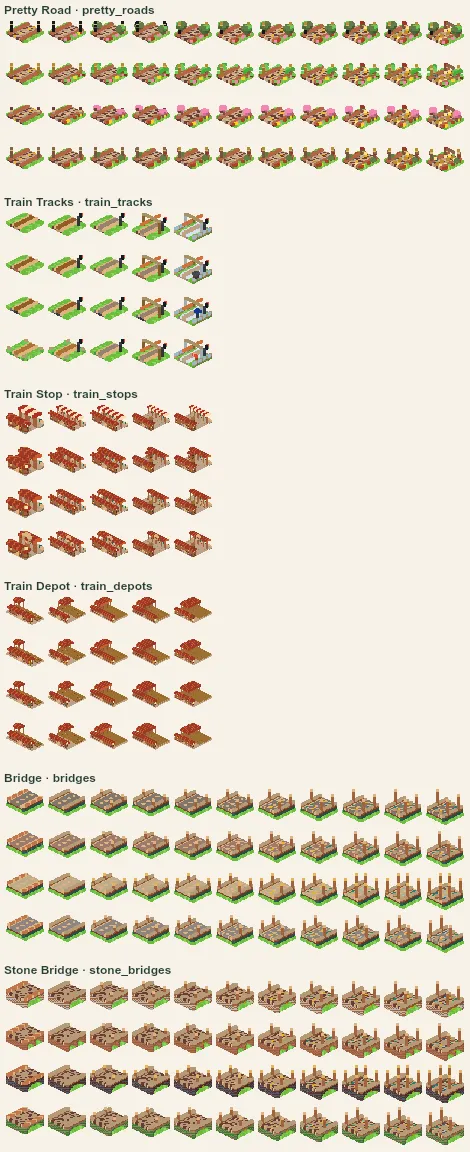 Pretty Road · pretty_roads
Train Tracks · train_tracks
Train Stop · train_stops
Train Depot · train_depots
Bridge · bridges
Stone Bridge · stone_bridges